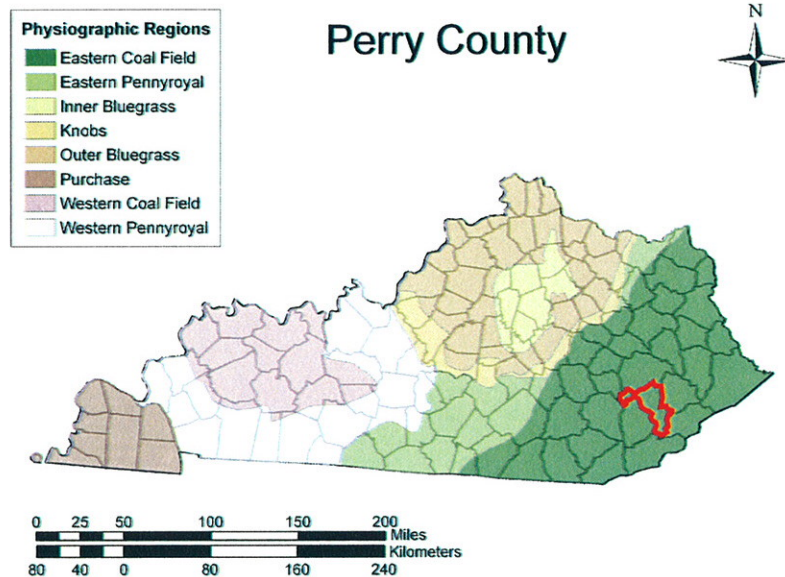 Perry County
N
Physiographic Regions
Eastern Coal Field
Eastern Pennyroyal
Inner Bluegrass
Knobs
Outer Bluegrass
Purchase
Western Coal Field
Western Pennyroyal
0 25 50 100 150 200
Miles
Kilometers
80 40 0 80 160 240